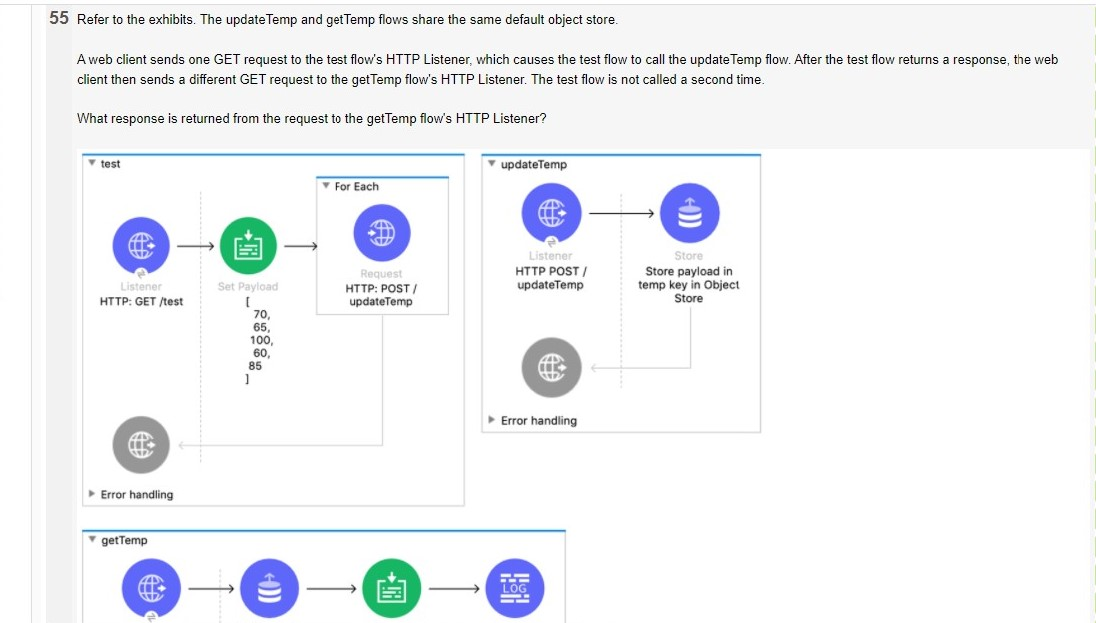 55 Refer to the exhibits. The updateTemp and getTemp flows share the same default object store.
A web client sends one GET request to the test flow's HTTP Listener, which causes the test flow to call the updateTemp flow. After the test flow returns a response, the web
client then sends a different GET request to the getTemp flow's HTTP Listener. The test flow is not called a second time.
What response is returned from the request to the getTemp flow's HTTP Listener?
test
For Each
Listener
HTTP: GET /test
Set Payload
[
70,
65,
100,
60,
85
]
Request
HTTP: POST /
updateTemp
Error handling
updateTemp
Listener
HTTP POST /
updateTemp
Store
Store payload in
temp key in Object
Store
Error handling
getTemp
LOG